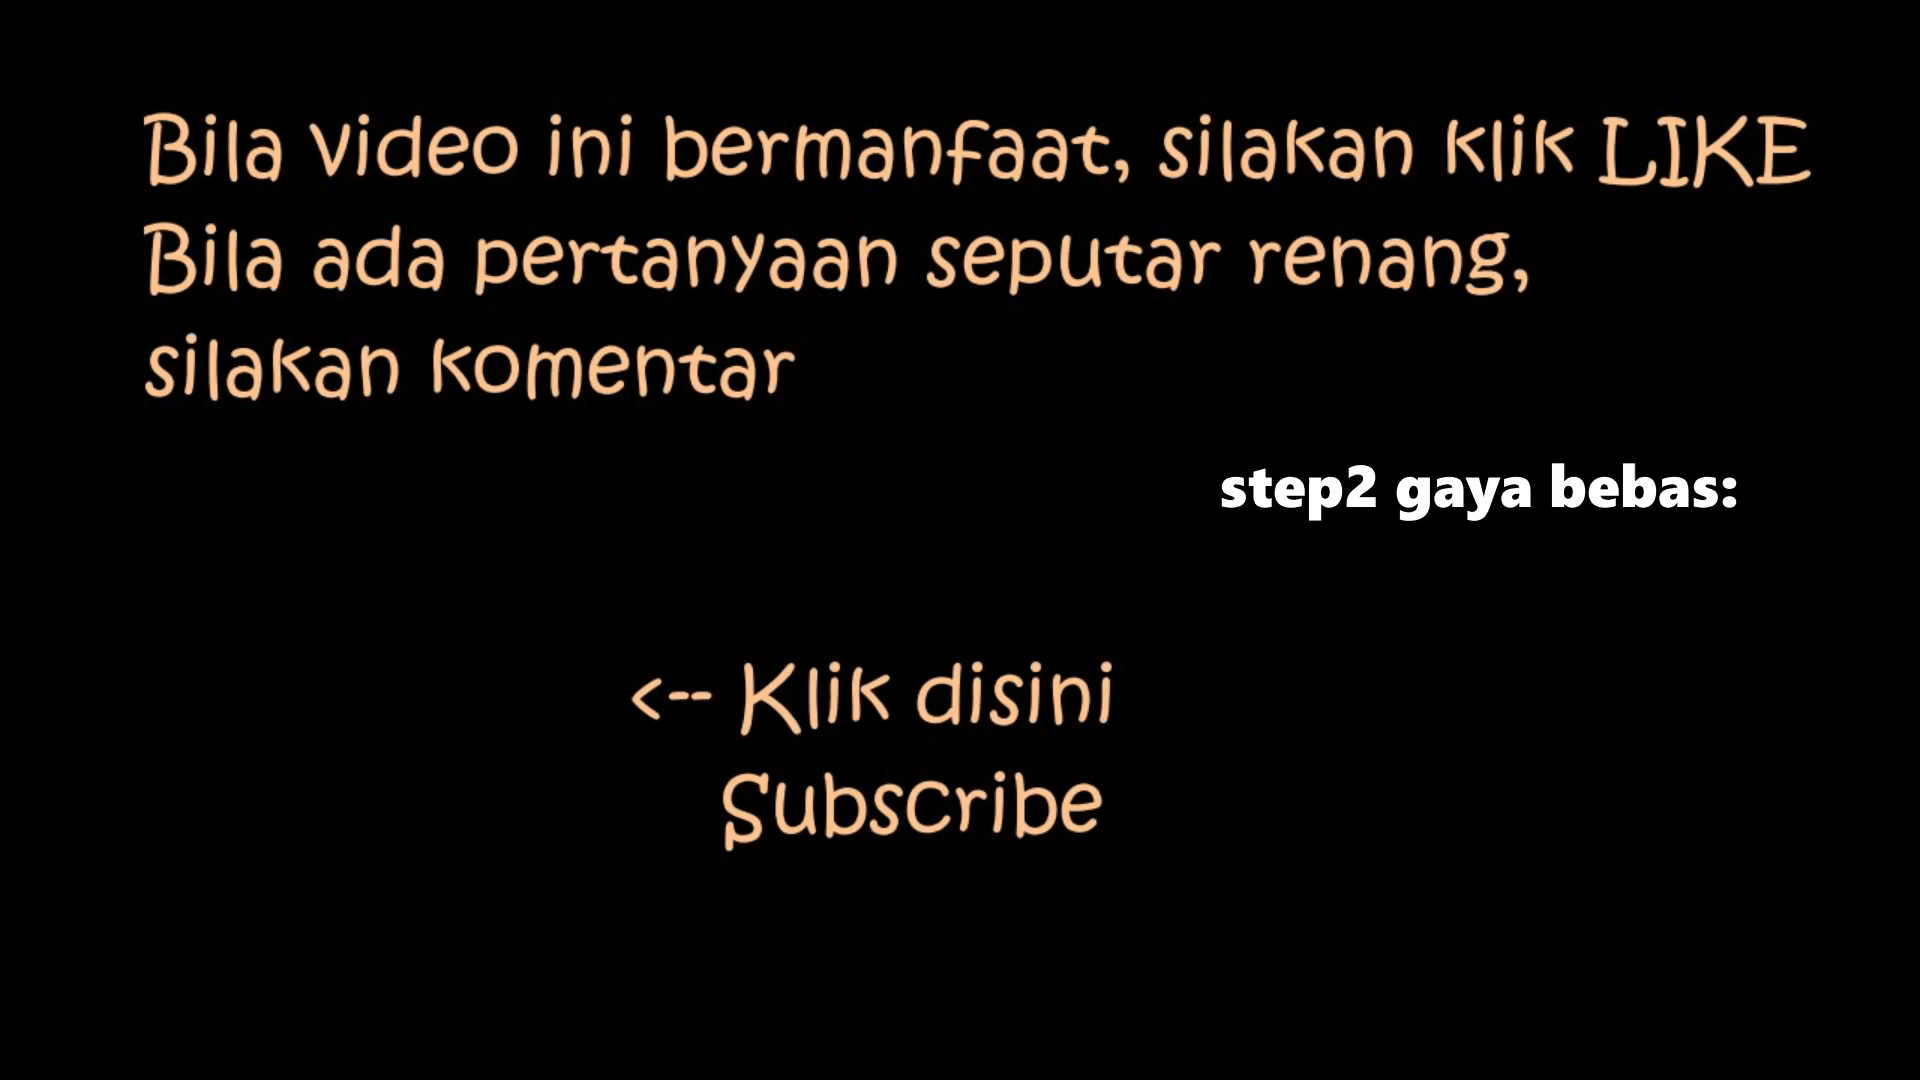 Bila video ini bermanfaat, silakan klik LIKE
Bila ada pertanyaan seputar renang,
silakan komentar
step2 gaya bebas:
<-- Klik disini
Subscribe